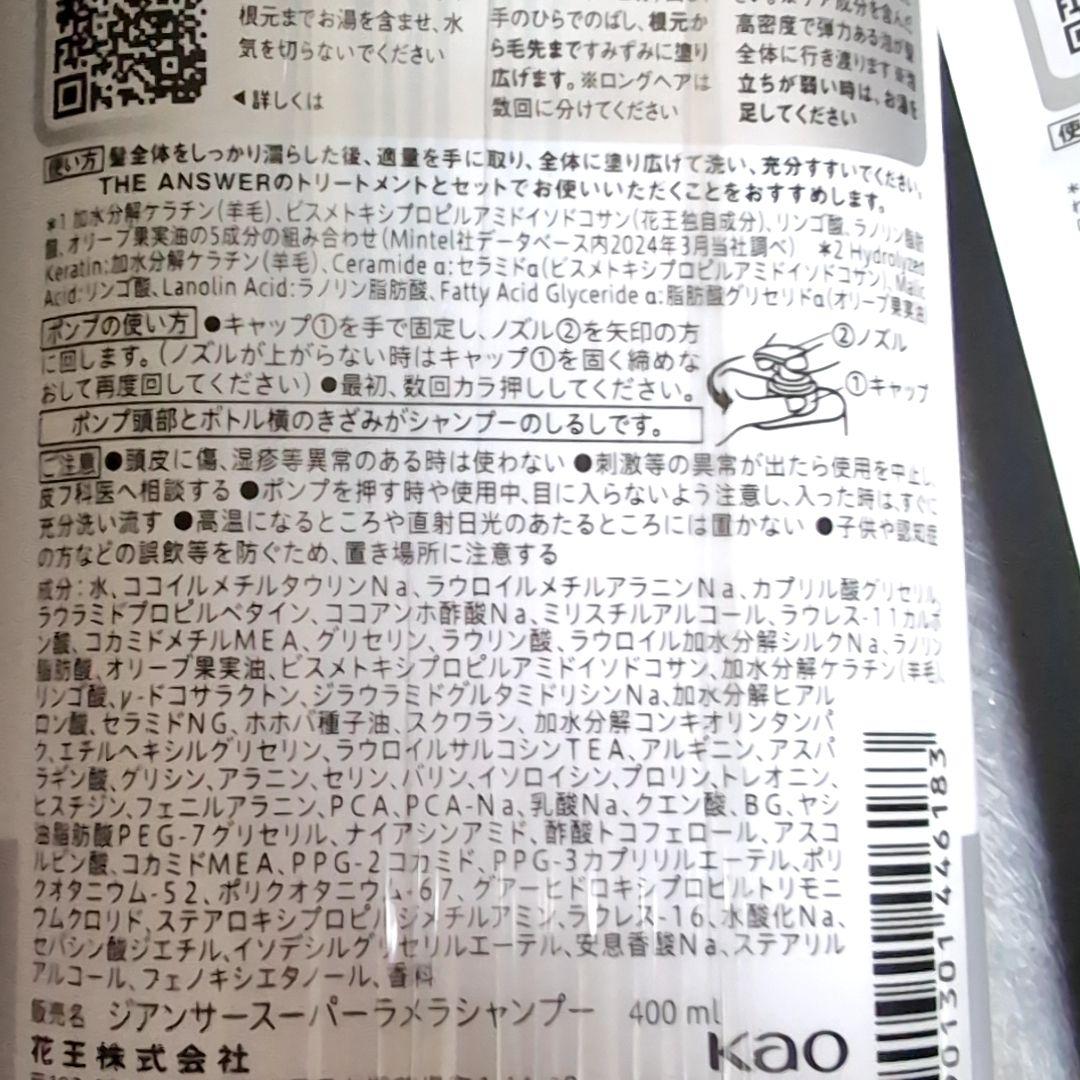 根元までお湯を含ませ、水
気を切らないでください
◀詳しくは
手のひらでのばし、根元か
ら毛先まですみずみに塗り
広げます。※ロングヘアは
数回に分けてください
高密度で弾力ある泡が髪
全体に行き渡ります
立ちが弱い時は、お湯を
足してください
使い方 髪全体をしっかり濡らした後、適量を手に取り、全体に塗り広げて洗い、充分すすいでください。
THE ANSWERのトリートメントとセットでお使いいただくことをおすすめします。
*1 加水分解ケラチン(羊毛)、ビスメトキシプロピルアミドイソドコサン(花王独自成分)、リンゴ酸、ラノリン脂肪
酸、オリーブ果実油の5成分の組み合わせ(Mintel社データベース内2024年3月当社調べ) *2 Hydrolyzed
Keratin:加水分解ケラチン(羊毛)、Ceramide α:セラミドα(ビスメトキシプロピルアミドイソドコサン)、Malic
Acid:リンゴ酸、Lanolin Acid:ラノリン脂肪酸、Fatty Acid Glyceride α:脂肪酸グリセリドα(オリーブ果実油)
ポンプの使い方 ●キャップ①を手で固定し、ノズル②を矢印の方
に回します。(ノズルが上がらない時はキャップ①を固く締めな
おして再度回してください) ●最初、数回カラ押ししてください。
②ノズル
①キャップ
ポンプ頭部とボトル横のきざみがシャンプーのしるしです。
ご注意 ●頭皮に傷、湿疹等異常のある時は使わない ●刺激等の異常が出たら使用を中止し、
皮フ科医へ相談する ●ポンプを押す時や使用中、目に入らないよう注意し、入った時は、すぐに
充分洗い流す ●高温になるところや直射日光のあたるところには置かない ●子供や認知症
の方などの誤飲等を防ぐため、置き場所に注意する
成分:水、ココイルメチルタウリンNa、ラウロイルメチルアラニンNa、カプリル酸グリセリル、
ラウラミドプロピルベタイン、ココアンホ酢酸Na、ミリスチルアルコール、ラウレス-11カルボ
ン酸、コカミドメチルMEA、グリセリン、ラウリン酸、ラウロイル加水分解シルクNa、ラノリン
脂肪酸、オリーブ果実油、ビスメトキシプロピルアミドイソドコサン、加水分解ケラチン(羊毛)、
リンゴ酸、γ-ドコサラクトン、ジラウラミドグルタミドリシンNa、加水分解ヒアル
ロン酸、セラミドNG、ホホバ種子油、スクワラン、加水分解コンキオリンタンパ
ク、エチルヘキシルグリセリン、ラウロイルサルコシンTEA、アルギニン、アスパ
ラギン酸、グリシン、アラニン、セリン、バリン、イソロイシン、プロリン、トレオニン、
ヒスチジン、フェニルアラニン、PCA、PCA-Na、乳酸Na、クエン酸、BG、ヤシ
油脂肪酸PEG-7グリセリル、ナイアシンアミド、酢酸トコフェロール、アスコ
ルビン酸、コカミドMEA、PPG-2コカミド、PPG-3カプリリルエーテル、ポリ
クオタニウム-52、ポリクオタニウム-67、グアーヒドロキシプロピルトリモニ
ウムクロリド、ステアロキシプロピルジメチルアミン、ラウレス-16、水酸化Na、
セバシン酸ジエチル、イソデシルグリセリルエーテル、安息香酸Na、ステアリル
アルコール、フェノキシエタノール、香料
販売名 ジアンサースーパーラメラシャンプー 400 ml
花王株式会社
Kao
901301 446183